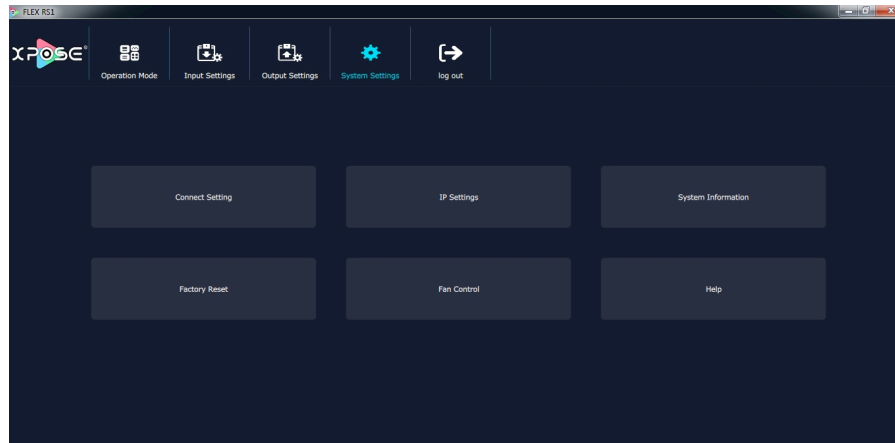 FLEX RS1
XPOSE®
Operation Mode
Input Settings
Output Settings
System Settings
log out
Connect Setting
IP Settings
System Information
Factory Reset
Fan Control
Help